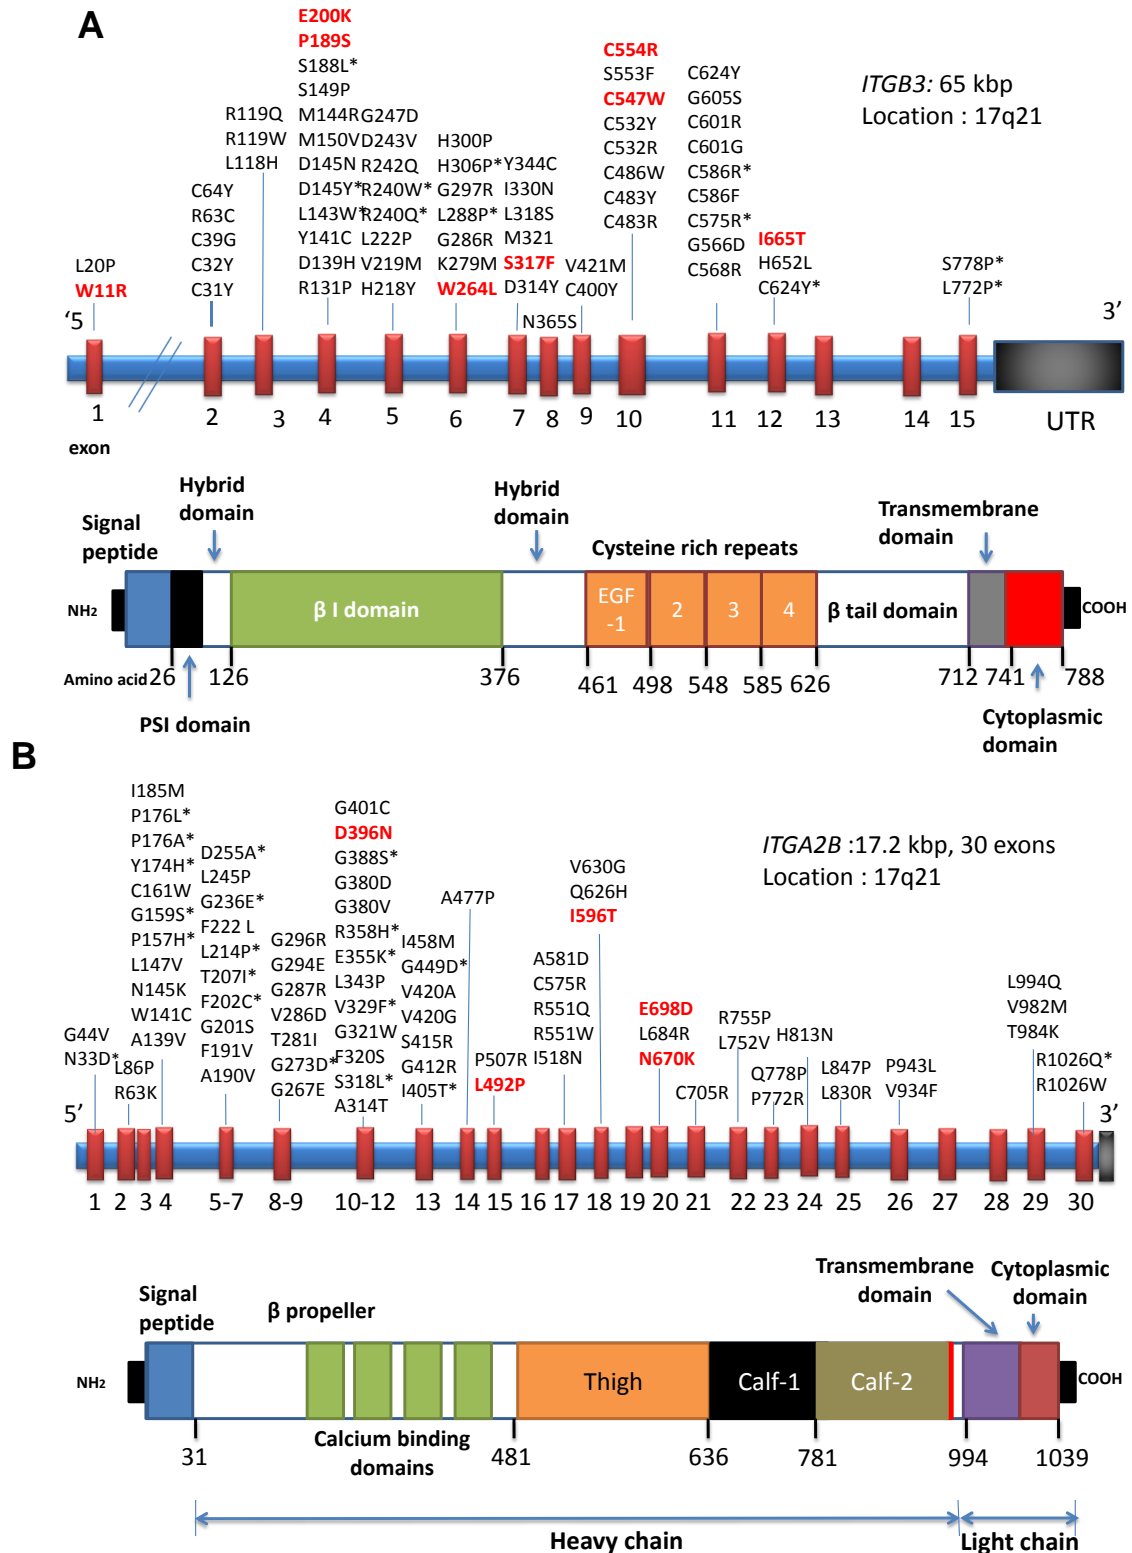 A
ITGB3: 65 kbp
Location : 17q21
L20P
W11R
C64Y
R63C
C39G
C32Y
C31Y
R119Q
R119W
L118H
E200K
P189S
S188L*
S149P
M144R
M150V
D145N
D145Y*
L143W*
Y141C
D139H
R131P
G247D
D243V
R242Q
R240W*
R240Q*
L222P
V219M
H218Y
H300P
H306P*
G297R
L288P*
G286R
K279M
W264L
Y344C
I330N
L318S
M321
S317F
D314Y
N365S
V421M
C400Y
C554R
S553F
C547W
C532Y
C532R
C486W
C483Y
C483R
C624Y
G605S
C601R
C601G
C586R*
C586F
C575R*
G566D
C568R
I665T
H652L
C624Y*
S778P*
L772P*
‘5
3’
1 2 3 4 5 6 7 8 9 10 11 12 13 14 15 UTR
exon
Signal
peptide
Hybrid
domain
Hybrid
domain
Cysteine rich repeats
Transmembrane
domain
NH2
β I domain
EGF
-1
2
3
4
β tail domain
COOH
Amino acid 26 126 376 461 498 548 585 626 712 741 788
PSI domain
Cytoplasmic
domain
B
ITGA2B :17.2 kbp, 30 exons
Location : 17q21
G44V
N33D*
L86P
R63K
I185M
P176L*
P176A*
Y174H*
C161W
G159S*
P157H*
L147V
N145K
W141C
A139V
D255A*
L245P
G236E*
F222 L
L214P*
T207I*
F202C*
G201S
F191V
A190V
G296R
G294E
G287R
V286D
T281I
G273D*
G267E
G401C
D396N
G388S*
G380D
G380V
R358H*
E355K*
L343P
V329F*
G321W
F320S
S318L*
A314T
I458M
G449D*
V420A
V420G
S415R
G412R
I405T*
A477P
P507R
L492P
A581D
C575R
R551Q
R551W
I518N
V630G
Q626H
I596T
E698D
L684R
N670K
C705R
R755P
L752V
Q778P
P772R
H813N
L847P
L830R
P943L
V934F
L994Q
V982M
T984K
R1026Q*
R1026W
5’
3’
1 2 3 4 5-7 8-9 10-12 13 14 15 16 17 18 19 20 21 22 23 24 25 26 27 28 29 30
Signal
peptide
β propeller
Transmembrane
domain
Cytoplasmic
domain
NH2
Thigh
Calf-1
Calf-2
COOH
Calcium binding
domains
31 481 636 781 994 1039
Heavy chain
Light chain